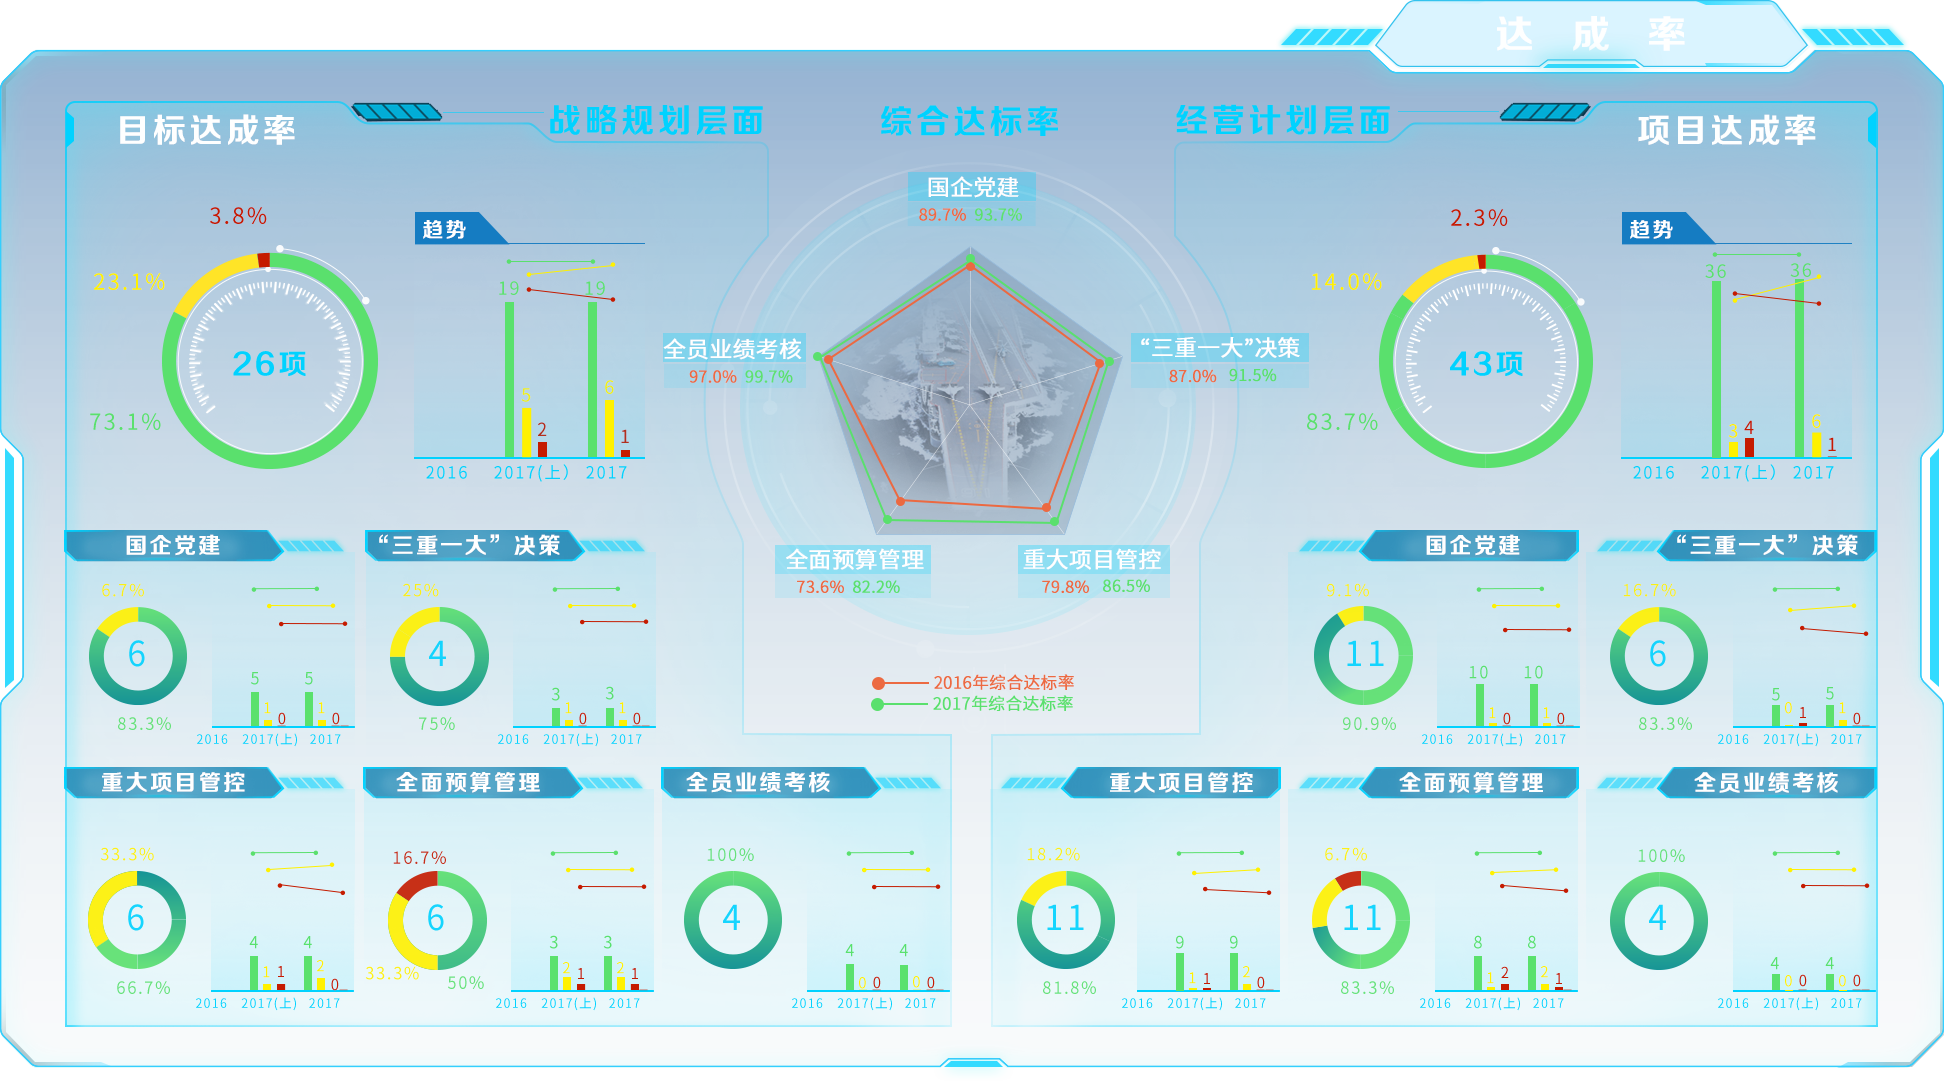 达 成 率
目标达成率
战略规划层面
综合达标率
经营计划层面
项目达成率
3.8%
23.1%
73.1%
26项
趋势
19
5
2
19
6
1
2016 2017(上) 2017
国企党建
89.7% 93.7%
全员业绩考核
97.0% 99.7%
“三重一大”决策
87.0% 91.5%
全面预算管理
73.6% 82.2%
重大项目管控
79.8% 86.5%
2016年综合达标率
2017年综合达标率
2.3%
14.0%
83.7%
43项
趋势
36
3
4
36
6
1
2016 2017(上) 2017
国企党建
6.7%
6
83.3%
5 1 0 5 1 0
2016 2017(上) 2017
“三重一大”决策
25%
4
75%
3 1 0 3 1 0
2016 2017(上) 2017
国企党建
9.1%
11
90.9%
10 1 0 10 1 0
2016 2017(上) 2017
“三重一大”决策
16.7%
6
83.3%
5 0 1 5 1 0
2016 2017(上) 2017
重大项目管控
33.3%
6
66.7%
4 1 1 4 2 0
2016 2017(上) 2017
全面预算管理
16.7%
6
33.3%
50%
3 2 1 3 2 1
2016 2017(上) 2017
全员业绩考核
100%
4
4 0 0 4 0 0
2016 2017(上) 2017
重大项目管控
18.2%
11
81.8%
9 1 1 9 2 0
2016 2017(上) 2017
全面预算管理
6.7%
11
83.3%
8 1 2 8 2 1
2016 2017(上) 2017
全员业绩考核
100%
4
4 0 0 4 0 0
2016 2017(上) 2017